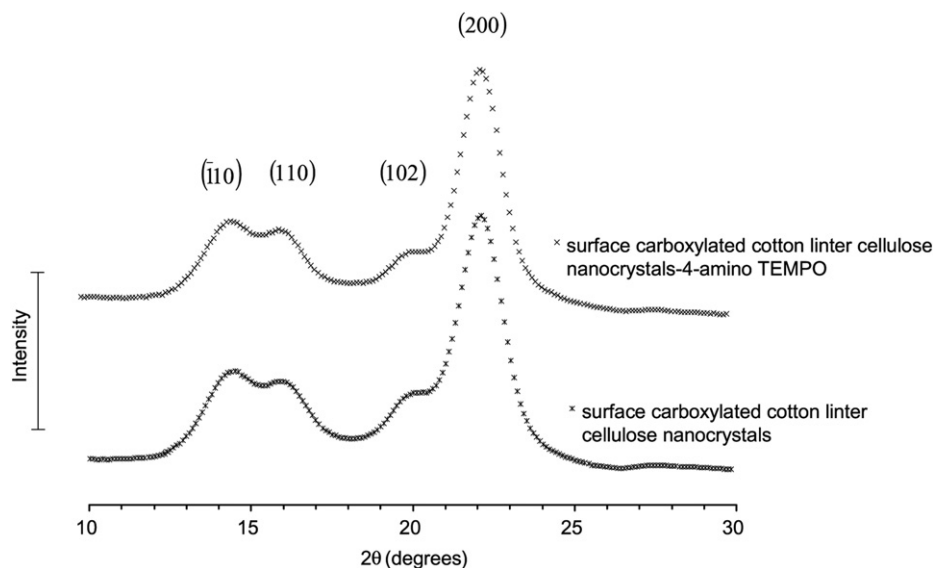 (200)
(1̄10)
(110)
(102)
× surface carboxylated cotton linter cellulose
nanocrystals-4-amino TEMPO
Intensity
ж surface carboxylated cotton linter
cellulose nanocrystals
10 15 20 25 30
2θ (degrees)